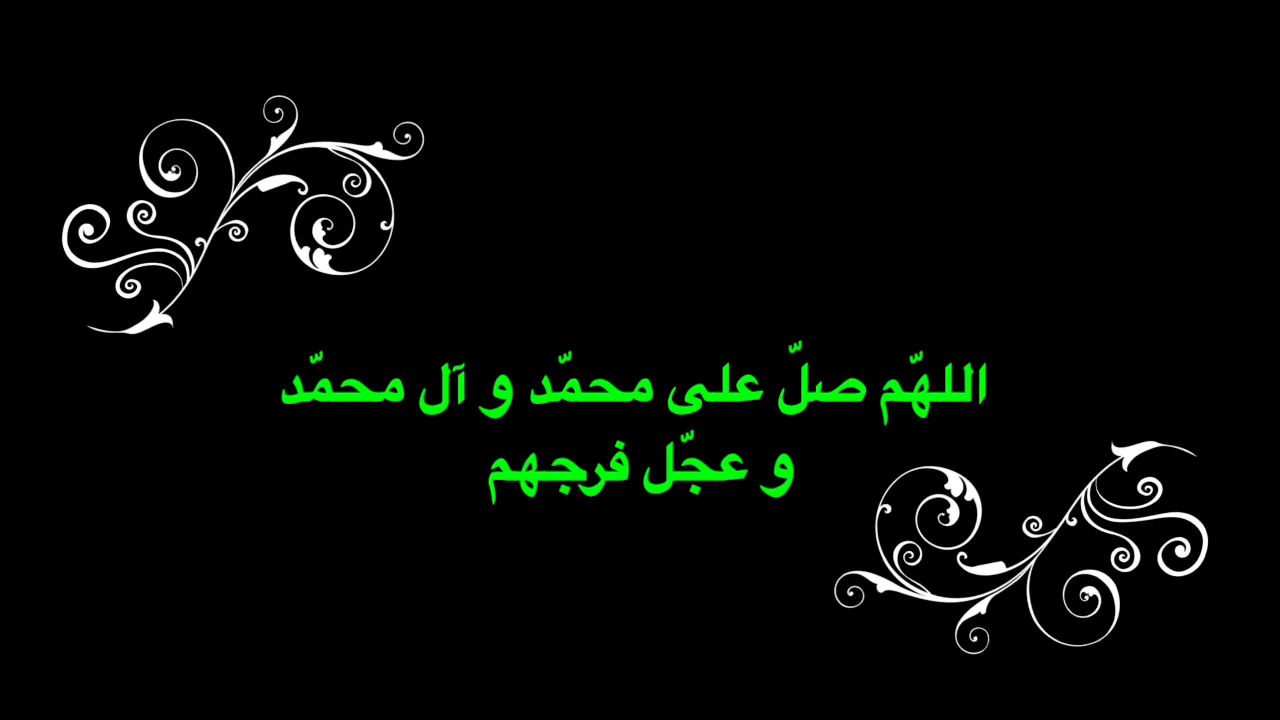 اللهّم صلّ على محمّد و آل محمّد
و عجّل فرجهم